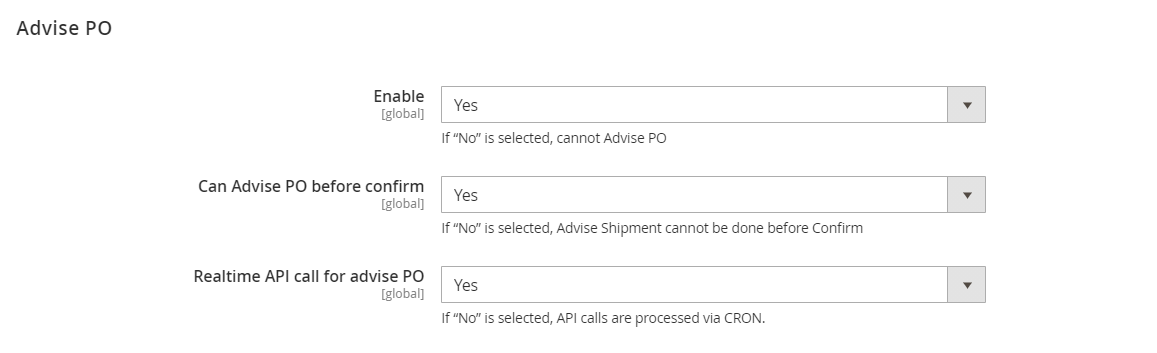 Advise PO
Enable
[global]
Yes
If “No” is selected, cannot Advise PO
Can Advise PO before confirm
[global]
Yes
If “No” is selected, Advise Shipment cannot be done before Confirm
Realtime API call for advise PO
[global]
Yes
If “No” is selected, API calls are processed via CRON.